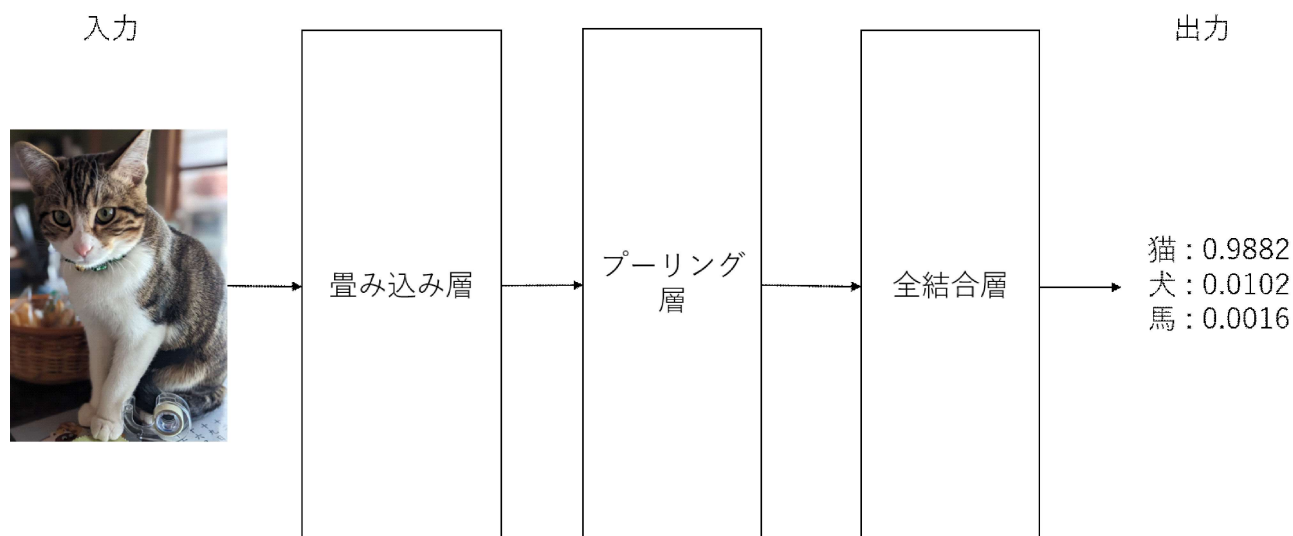 入力
出力
畳み込み層
プーリング
層
全結合層
猫：0.9882
犬：0.0102
馬：0.0016